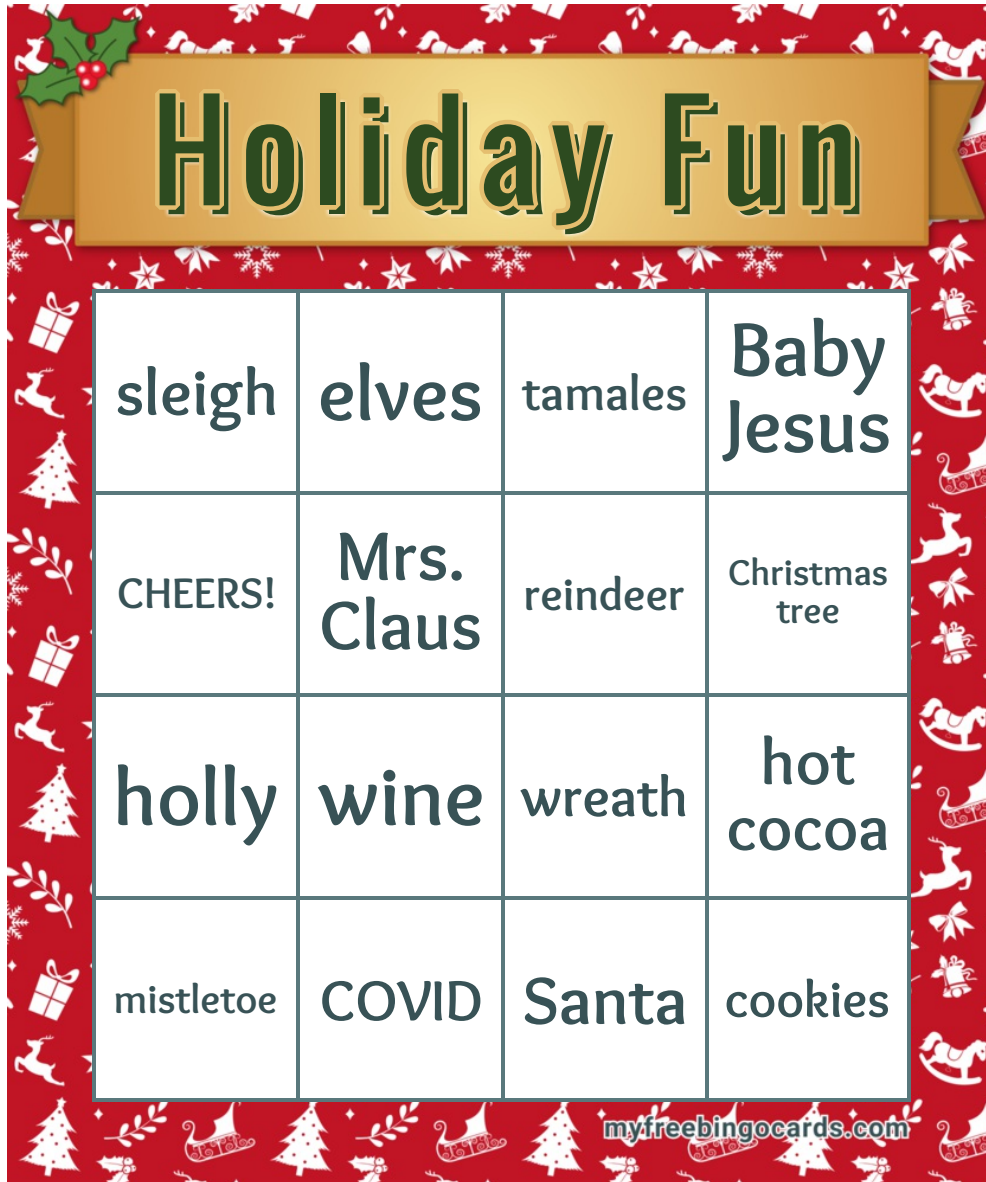 Holiday Fun
sleigh
elves
tamales
Baby
Jesus
CHEERS!
Mrs.
Claus
reindeer
Christmas
tree
holly
wine
wreath
hot
cocoa
mistletoe
COVID
Santa
cookies
myfreebingocards.com